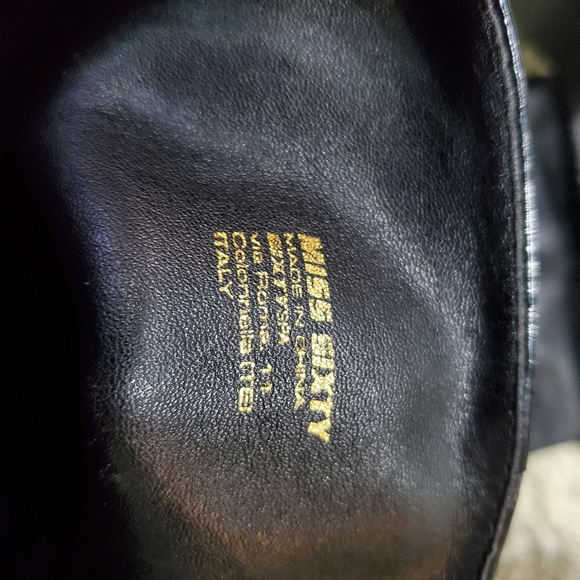 MISS SIXTY
MADE IN CHINA
SIXTY SPA
Via Roma 11
Colonnella (TE)
ITALY